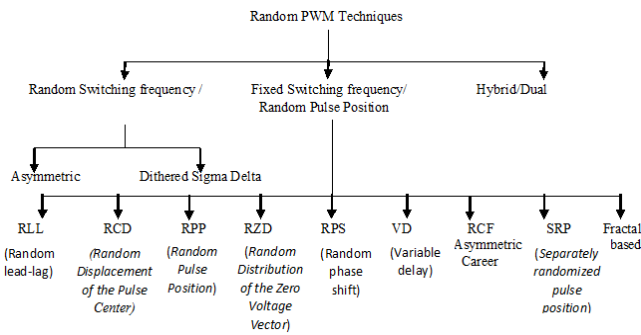 Random PWM Techniques
Random Switching frequency /
Fixed Switching frequency/
Random Pulse Position
Hybrid/Dual
Asymmetric
Dithered Sigma Delta
RLL
(Random
lead-lag)
RCD
(Random
Displacement
of the Pulse
Center)
RPP
(Random
Pulse
Position)
RZD
(Random
Distribution
of the Zero
Voltage
Vector)
RPS
(Random
phase
shift)
VD
(Variable
delay)
RCF
Asymmetric
Career
SRP
(Separately
randomized
pulse
position)
Fractal
based